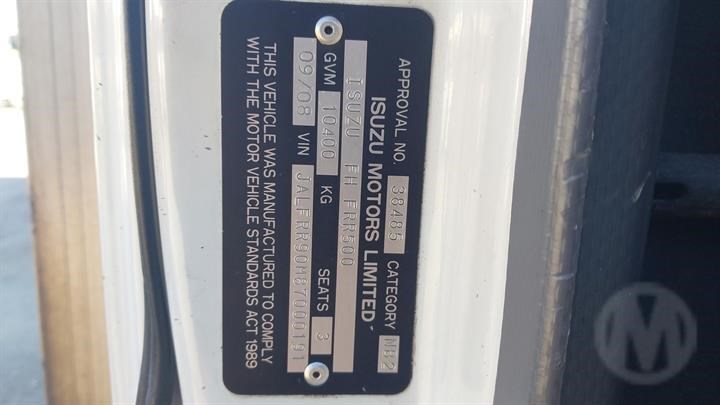 APPROVAL NO. 38485 CATEGORY NB2
ISUZU MOTORS LIMITED
ISUZU FH FRR500
GVM 10400 KG SEATS 3
09/08 VIN JALFRR90M87000191
THIS VEHICLE WAS MANUFACTURED TO COMPLY
WITH THE MOTOR VEHICLE STANDARDS ACT 1989
M